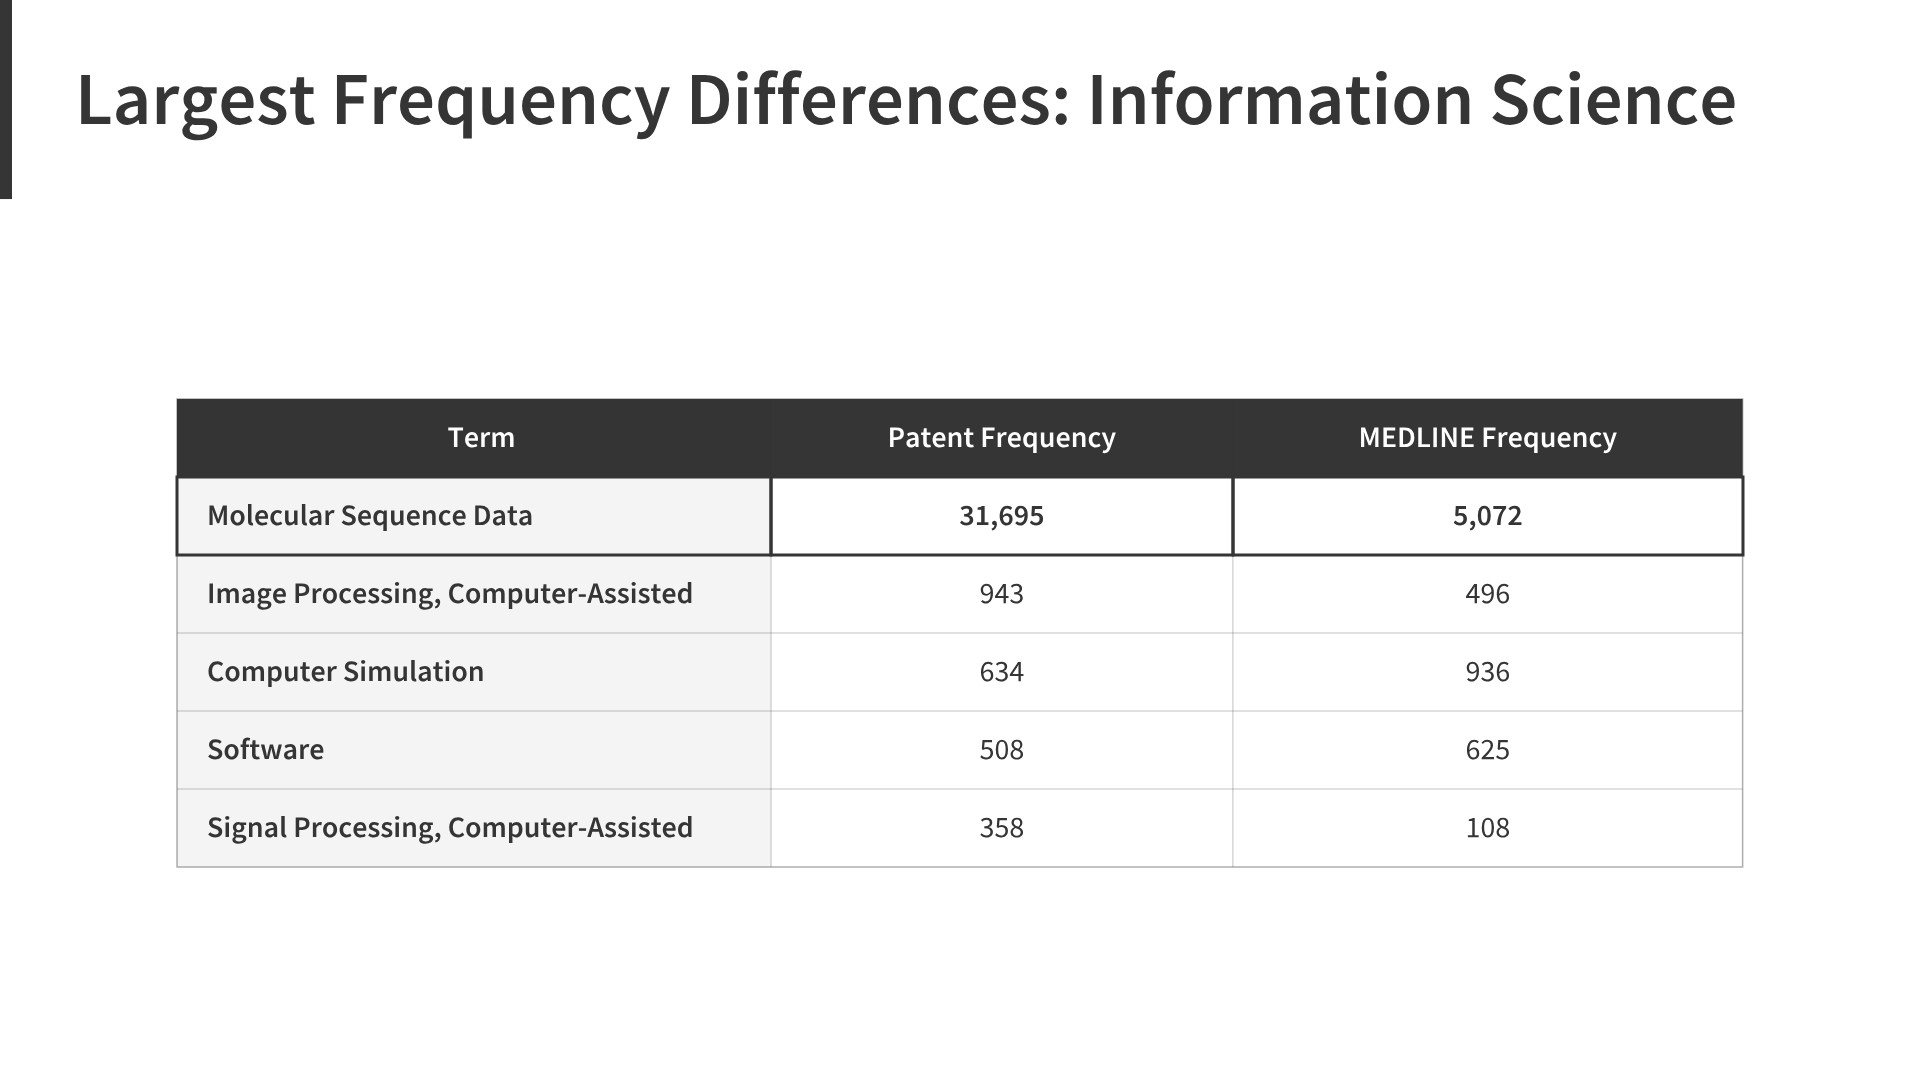 Largest Frequency Differences: Information Science
Term Patent Frequency MEDLINE Frequency
Molecular Sequence Data 31,695 5,072
Image Processing, Computer-Assisted 943 496
Computer Simulation 634 936
Software 508 625
Signal Processing, Computer-Assisted 358 108